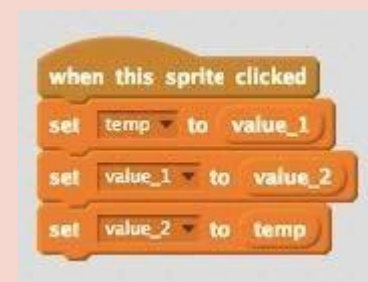 when this sprite clicked
set temp to value_1
set value_1 to value_2
set value_2 to temp